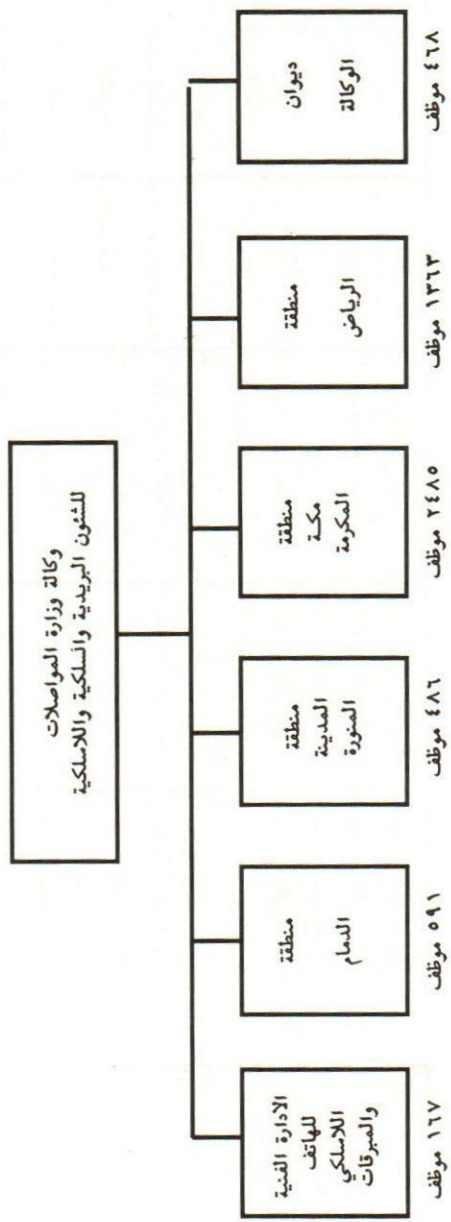 وكالة وزارة المواصلات
للشئون البريدية والسلكية واللاسلكية
ديوان
الوكالة
٤٦٨ موظف
منطقة
الرياض
١٣٦٣ موظف
منطقة
مكة
المكرمة
٢٤٨٥ موظف
منطقة
المدينة
المنورة
٤٨٦ موظف
منطقة
الدمام
٥٩١ موظف
الادارة الفنية
للهاتف
اللاسلكي
والمبرقات
١٦٧ موظف